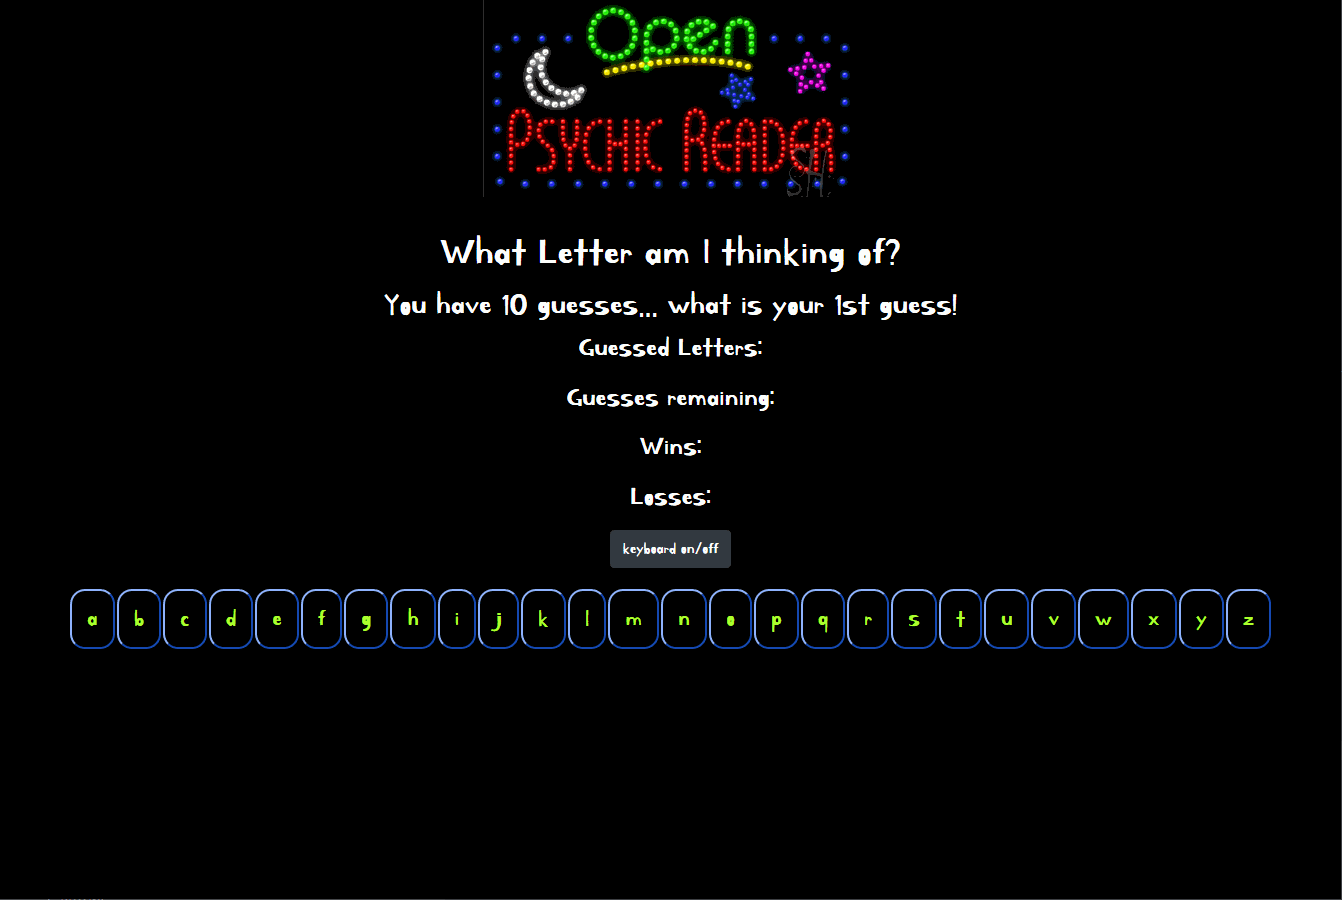 Open
PSYCHIC READER
SH
What Letter am I thinking of?
You have 10 guesses... what is your 1st guess!
Guessed Letters:
Guesses remaining:
Wins:
Losses:
keyboard on/off
a b c d e f g h i j k l m n o p q r s t u v w x y z